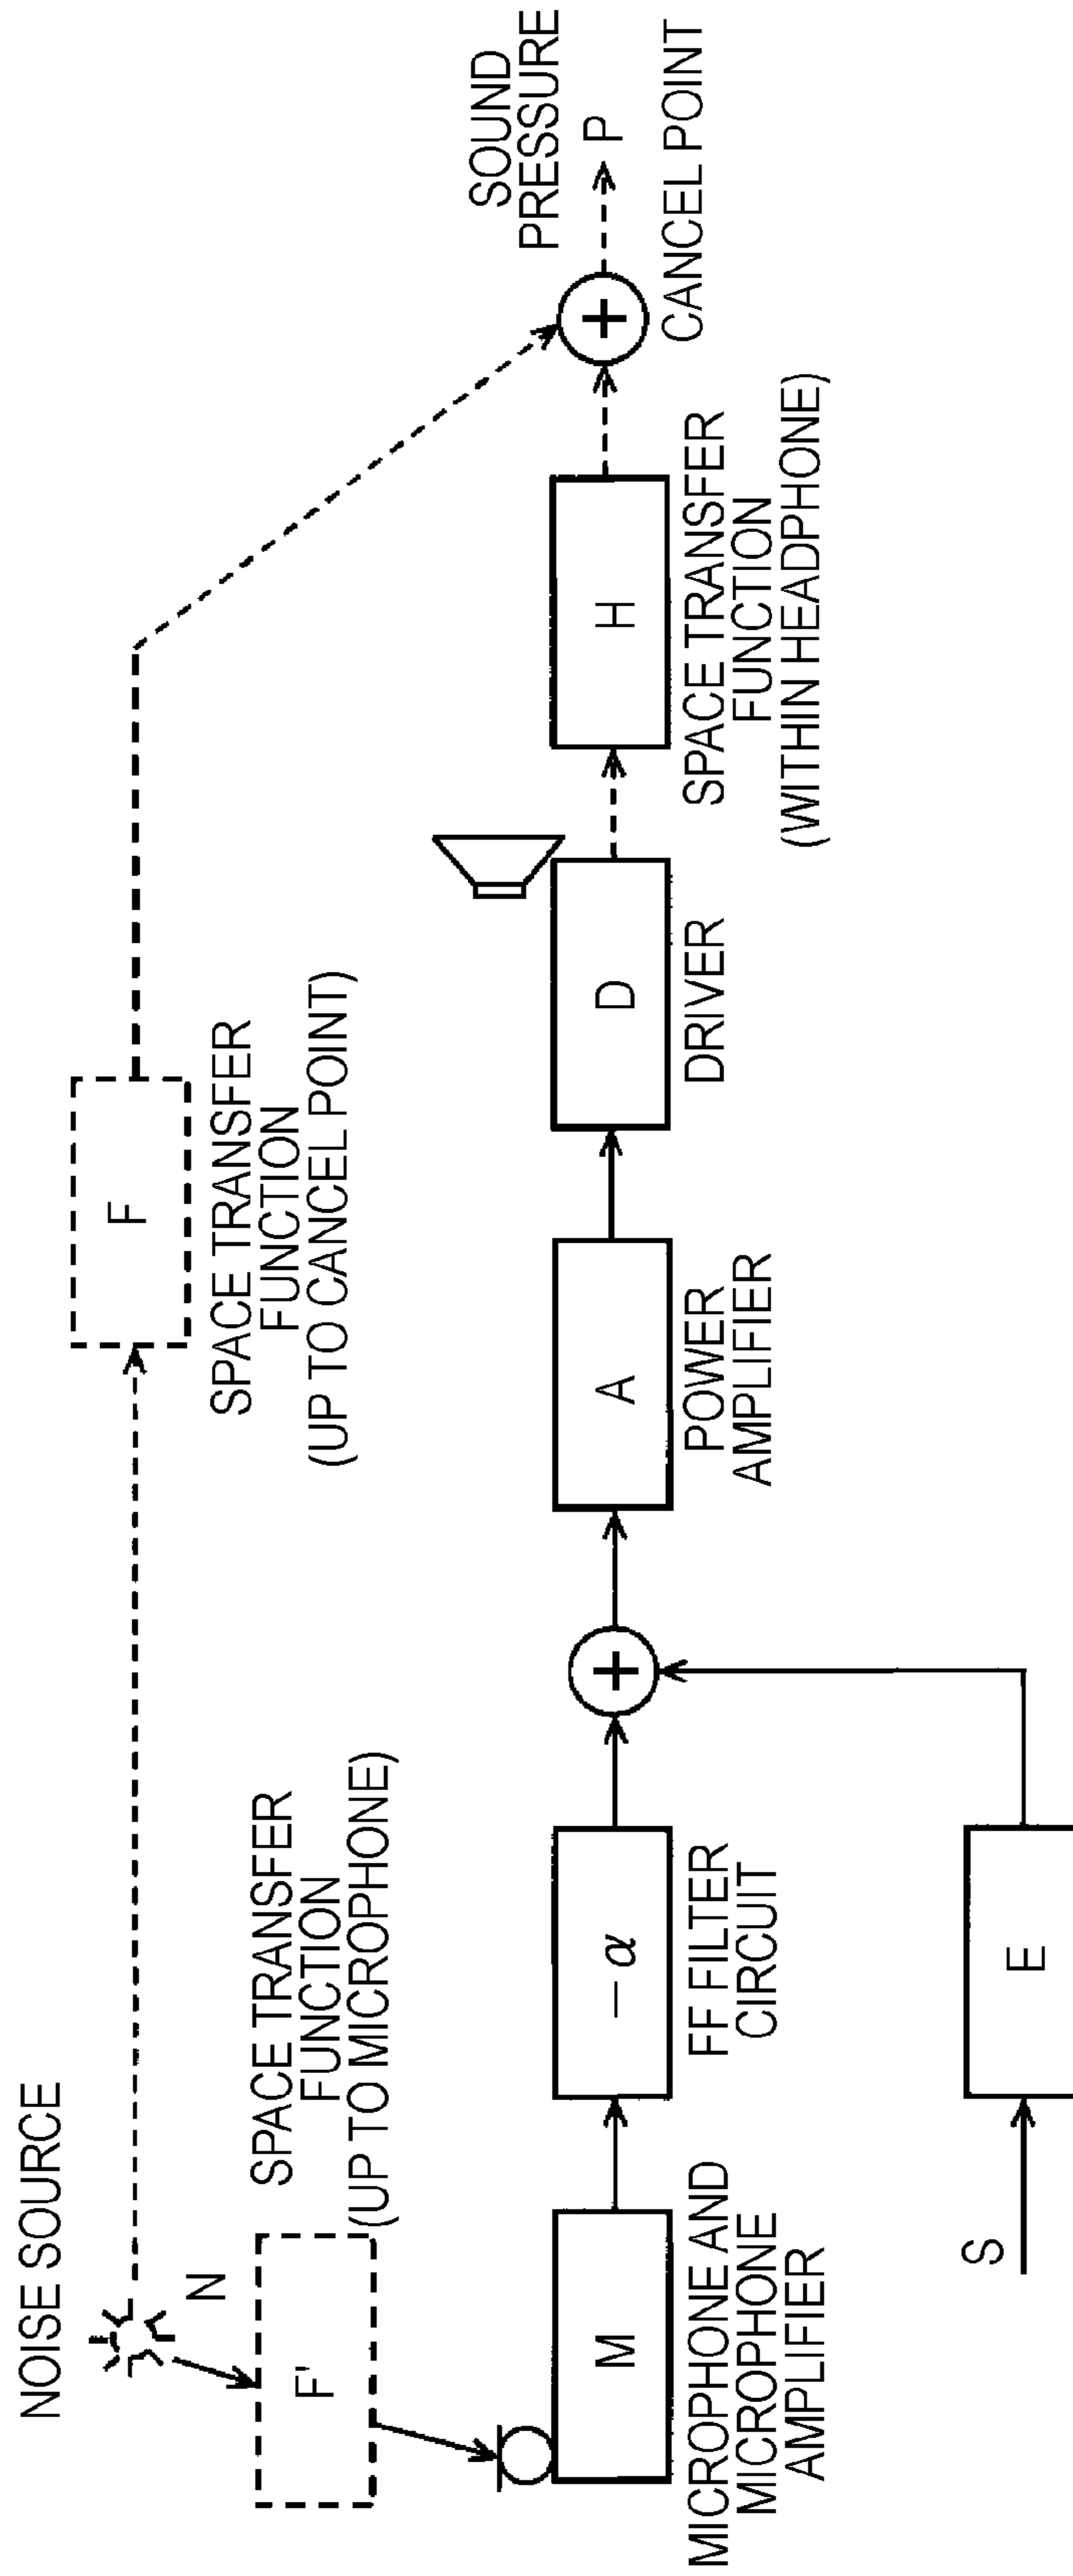 NOISE SOURCE
N
F
SPACE TRANSFER
FUNCTION
(UP TO CANCEL POINT)
F'
SPACE TRANSFER
FUNCTION
(UP TO MICROPHONE)
SOUND
PRESSURE
P
CANCEL POINT
+
M
MICROPHONE AND
MICROPHONE
AMPLIFIER
−α
FF FILTER
CIRCUIT
+
A
POWER
AMPLIFIER
D
DRIVER
H
SPACE TRANSFER
FUNCTION
(WITHIN HEADPHONE)
S
E